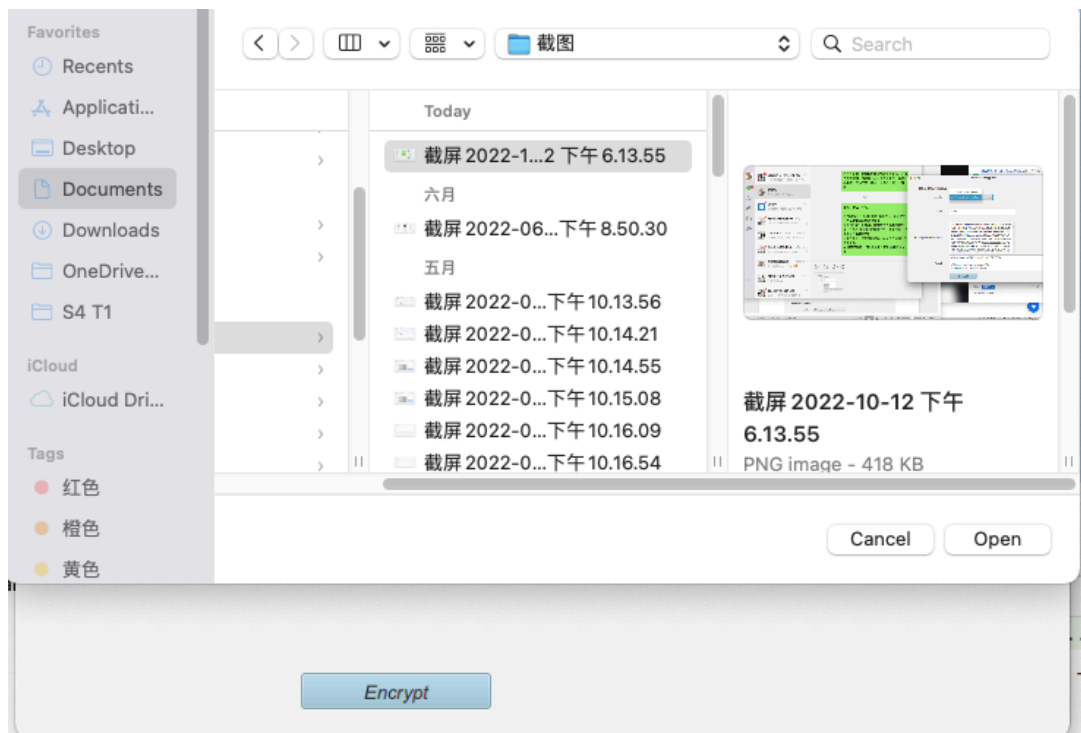 Favorites
Recents
Applicati...
Desktop
Documents
Downloads
OneDrive...
S4 T1
iCloud
iCloud Dri...
Tags
红色
橙色
黄色
截图
Search
Today
截屏 2022-1...2 下午 6.13.55
六月
截屏 2022-06...下午 8.50.30
五月
截屏 2022-0...下午 10.13.56
截屏 2022-0...下午 10.14.21
截屏 2022-0...下午 10.14.55
截屏 2022-0...下午 10.15.08
截屏 2022-0...下午 10.16.09
截屏 2022-0...下午 10.16.54
截屏 2022-10-12 下午
6.13.55
PNG image - 418 KB
Cancel
Open
Encrypt